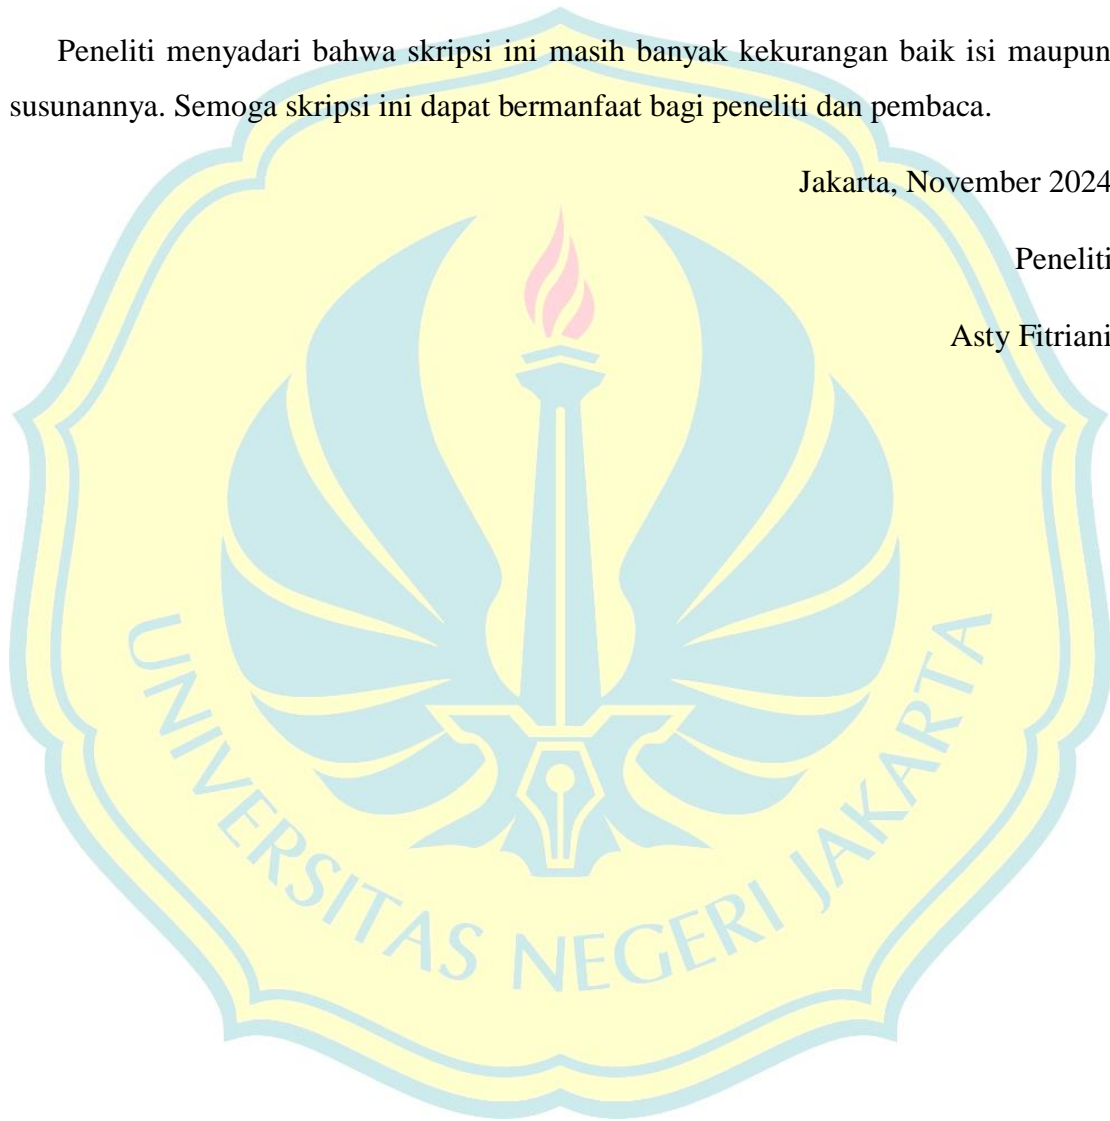 Peneliti menyadari bahwa skripsi ini masih banyak kekurangan baik isi maupun
susunannya. Semoga skripsi ini dapat bermanfaat bagi peneliti dan pembaca.
Jakarta, November 2024
Peneliti
Asty Fitriani
UNIVERSITAS NEGERI JAKARTA